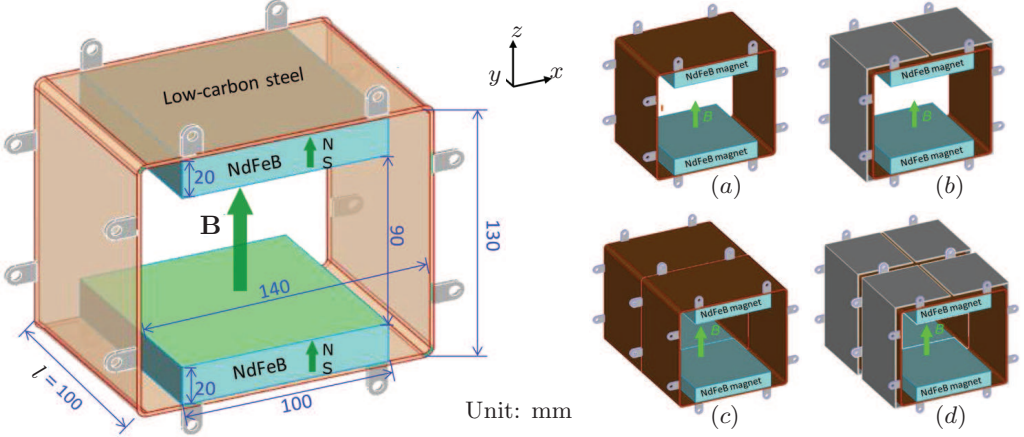 Low-carbon steel
N
S
20
NdFeB
B
90
130
140
N
S
NdFeB
20
100
l = 100
z
y
x
Unit: mm
NdFeB magnet
B
NdFeB magnet
(a)
NdFeB magnet
B
NdFeB magnet
(b)
NdFeB magnet
B
NdFeB magnet
(c)
NdFeB magnet
B
NdFeB magnet
(d)